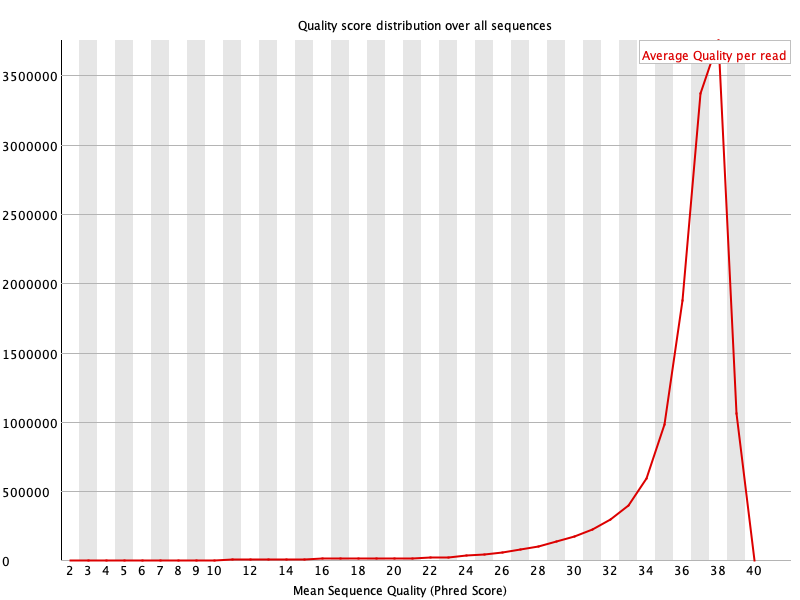 Quality score distribution over all sequences
Average Quality per read
3500000
3000000
2500000
2000000
1500000
1000000
500000
0
2 3 4 5 6 7 8 9 10 12 14 16 18 20 22 24 26 28 30 32 34 36 38 40
Mean Sequence Quality (Phred Score)